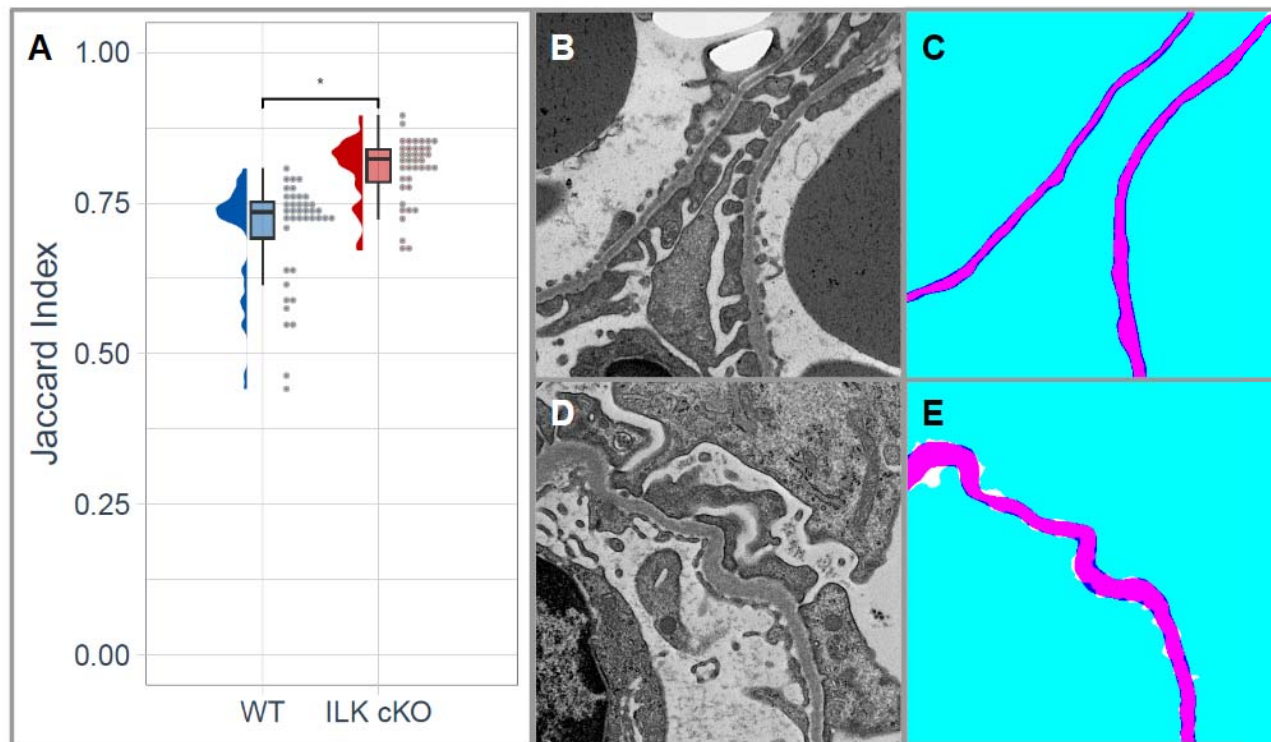 A
1.00
*
0.75
0.50
0.25
0.00
Jaccard Index
WT
ILK cKO
B
C
D
E